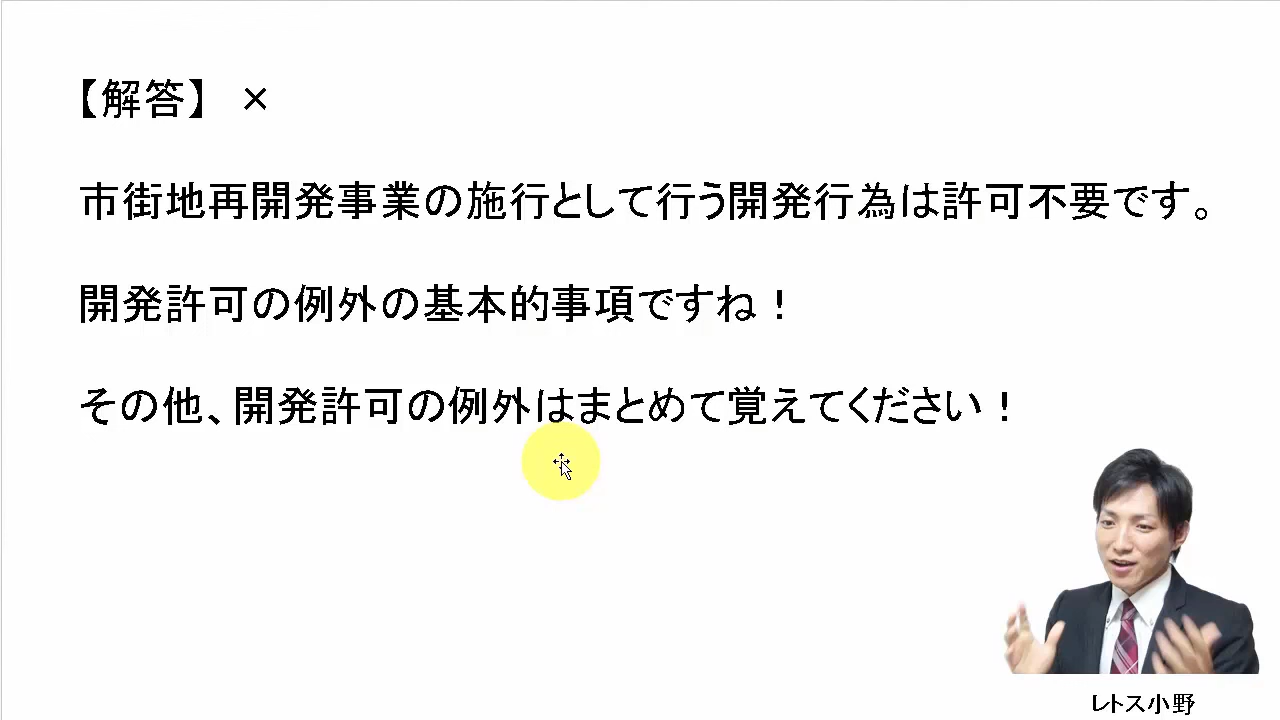 【解答】 ×
市街地再開発事業の施行として行う開発行為は許可不要です。
開発許可の例外の基本的事項ですね！
その他、開発許可の例外はまとめて覚えてください！
レトス小野